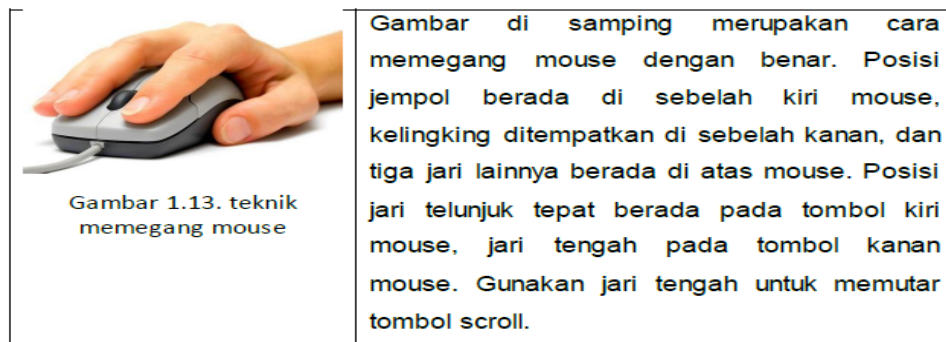 Gambar 1.13. teknik
memegang mouse
Gambar di samping merupakan cara
memegang mouse dengan benar. Posisi
jempol berada di sebelah kiri mouse,
kelingking ditempatkan di sebelah kanan, dan
tiga jari lainnya berada di atas mouse. Posisi
jari telunjuk tepat berada pada tombol kiri
mouse, jari tengah pada tombol kanan
mouse. Gunakan jari tengah untuk memutar
tombol scroll.